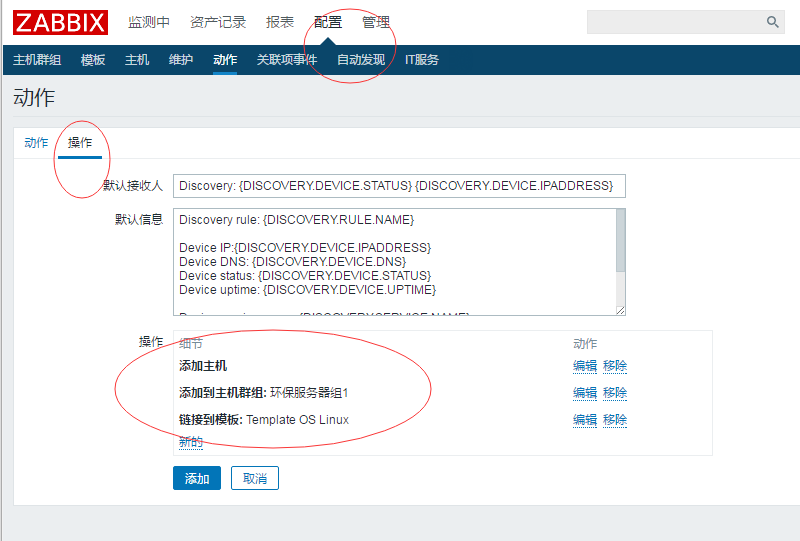 ZABBIX 监测中 资产记录 报表 配置 管理
主机群组 模板 主机 维护 动作 关联项事件 自动发现 IT服务
动作
动作 操作
默认接收人 Discovery: {DISCOVERY.DEVICE.STATUS} {DISCOVERY.DEVICE.IPADDRESS}
默认信息 Discovery rule: {DISCOVERY.RULE.NAME}
Device IP:{DISCOVERY.DEVICE.IPADDRESS}
Device DNS: {DISCOVERY.DEVICE.DNS}
Device status: {DISCOVERY.DEVICE.STATUS}
Device uptime: {DISCOVERY.DEVICE.UPTIME}
操作 细节 动作
添加主机 编辑 移除
添加到主机群组: 环保服务器组1 编辑 移除
链接到模板: Template OS Linux 编辑 移除
新的
添加 取消